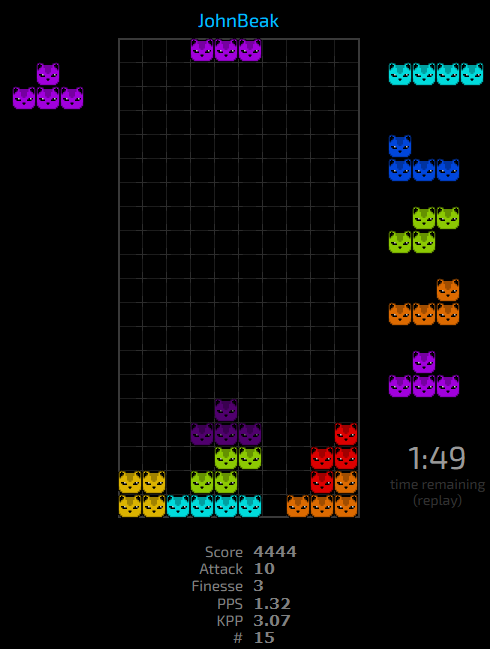 JohnBeak
1:49
time remaining
(replay)
Score 4444
Attack 10
Finesse 3
PPS 1.32
KPP 3.07
# 15